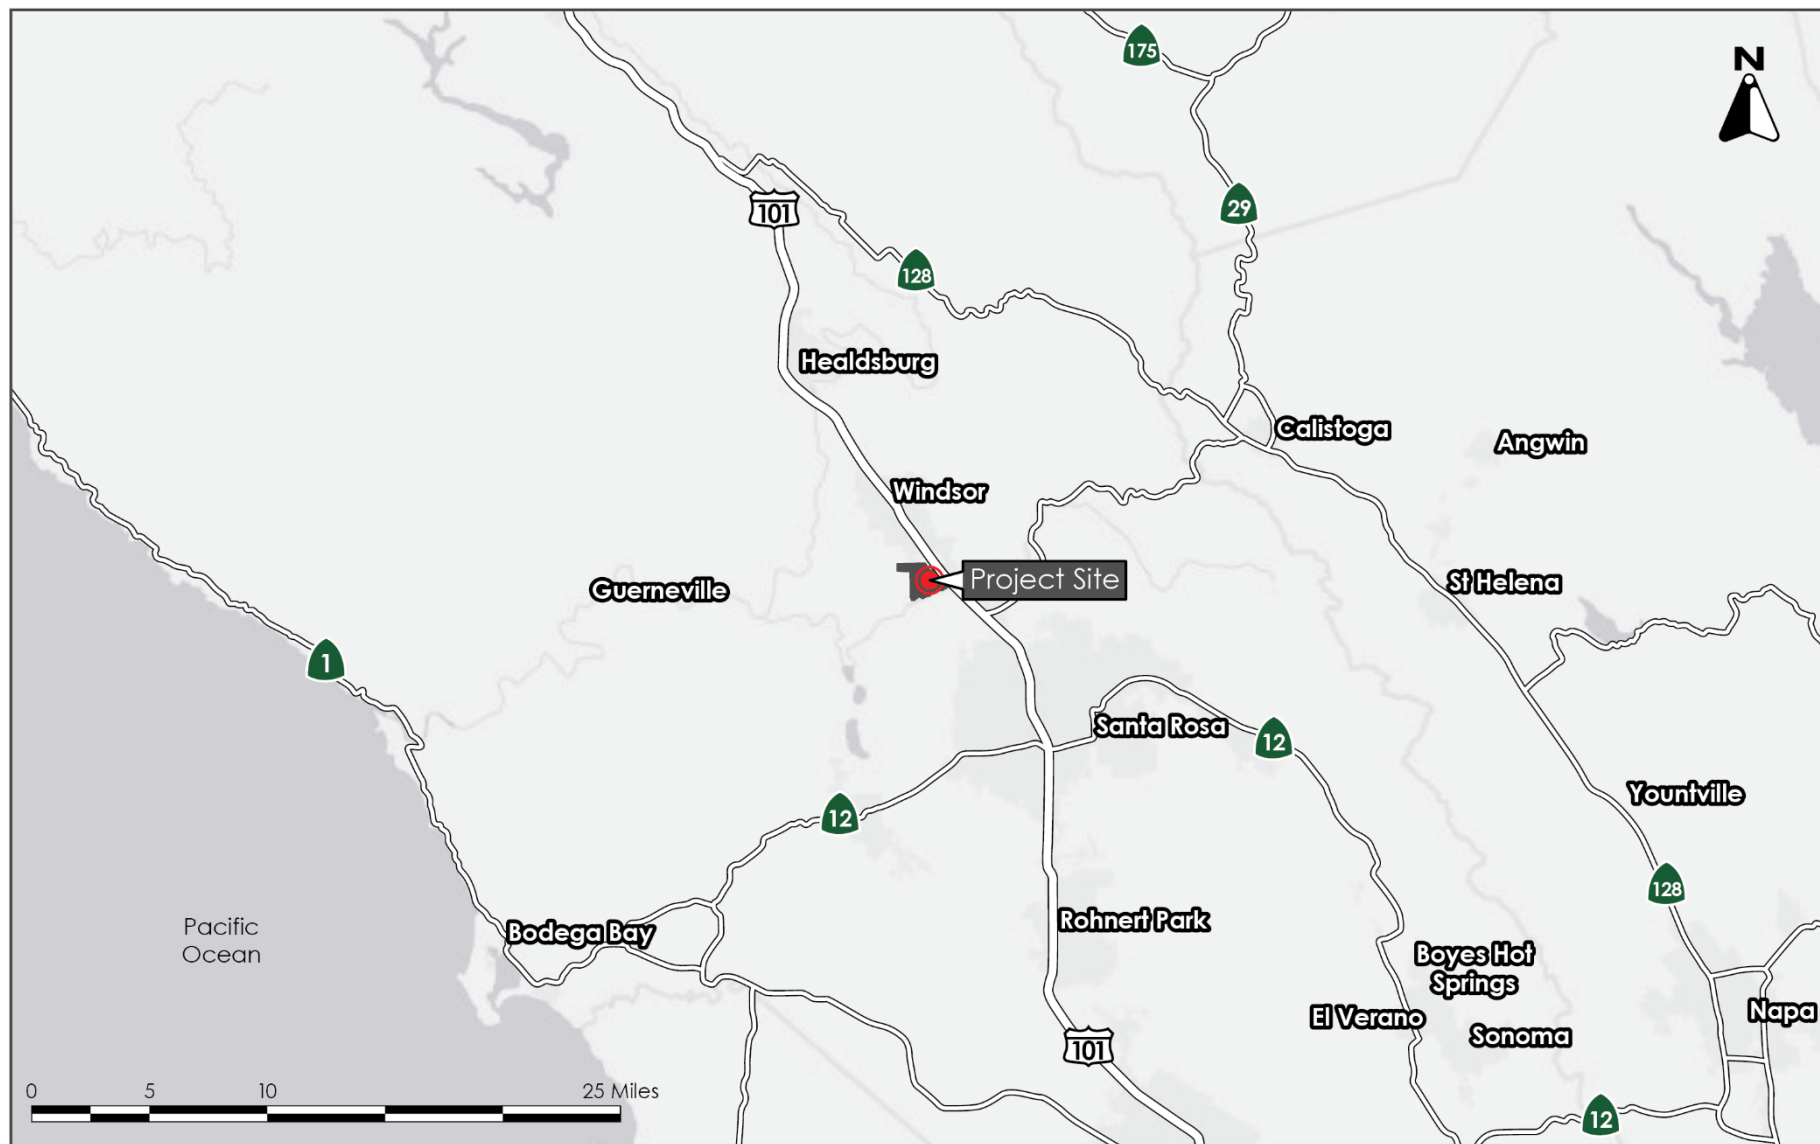 175
N
29
101
128
Healdsburg
Calistoga
Angwin
Windsor
Project Site
Guerneville
St Helena
1
Santa Rosa
12
Yountville
12
128
Pacific
Ocean
Bodega Bay
Rohnert Park
Boyes Hot
Springs
El Verano
Napa
Sonoma
101
0 5 10 25 Miles
12